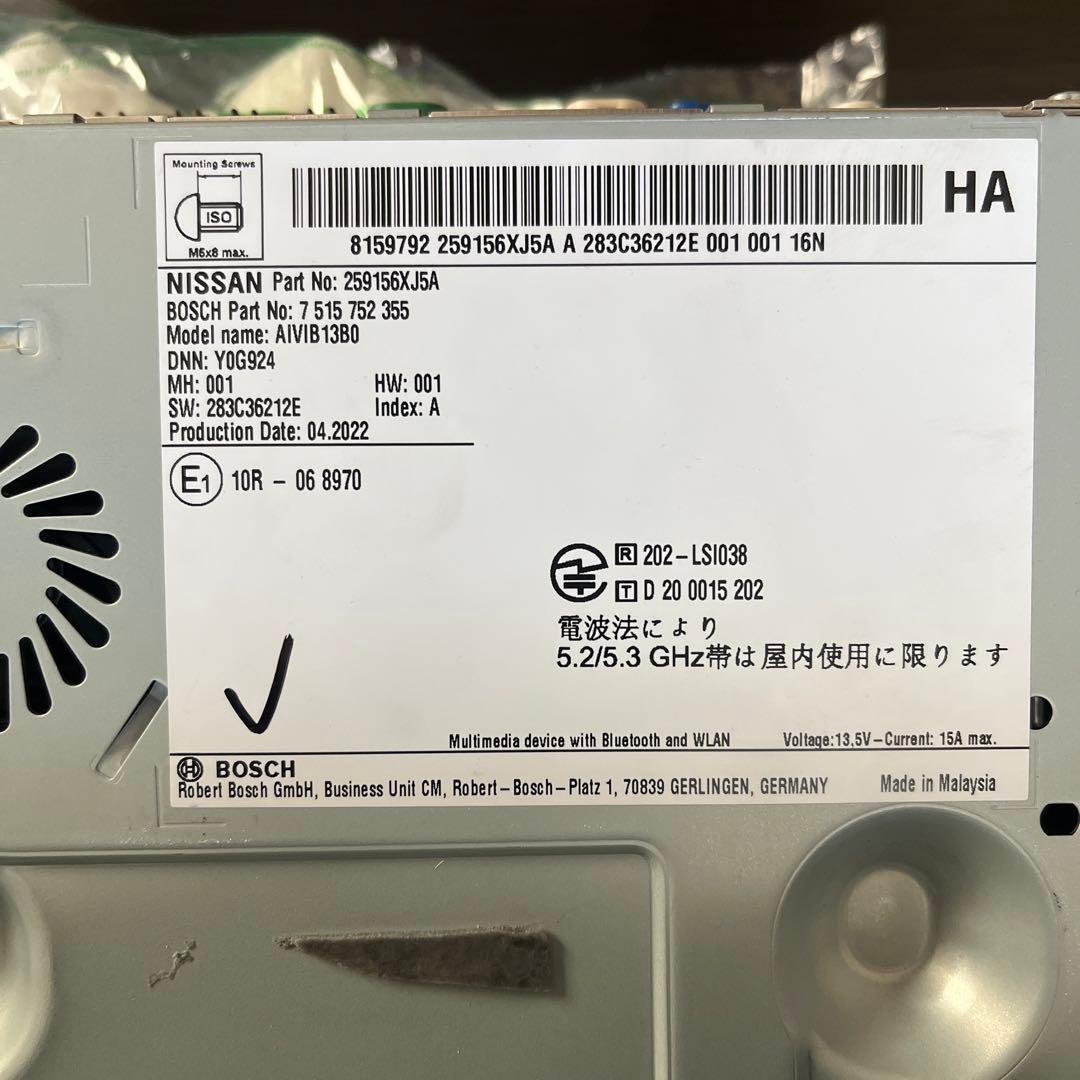 Mounting Screws
ISO
M5x8 max.
HA
8159792 259156XJ5A A 283C36212E 001 001 16N
NISSAN Part No: 259156XJ5A
BOSCH Part No: 7 515 752 355
Model name: AIVIB13B0
DNN: Y0G924
MH: 001 HW: 001
SW: 283C36212E Index: A
Production Date: 04.2022
E1 10R - 06 8970
R 202-LSI038
T D 20 0015 202
電波法により
5.2/5.3 GHz帯は屋内使用に限ります
Multimedia device with Bluetooth and WLAN Voltage:13,5V-Current: 15A max.
BOSCH
Robert Bosch GmbH, Business Unit CM, Robert-Bosch-Platz 1, 70839 GERLINGEN, GERMANY Made in Malaysia